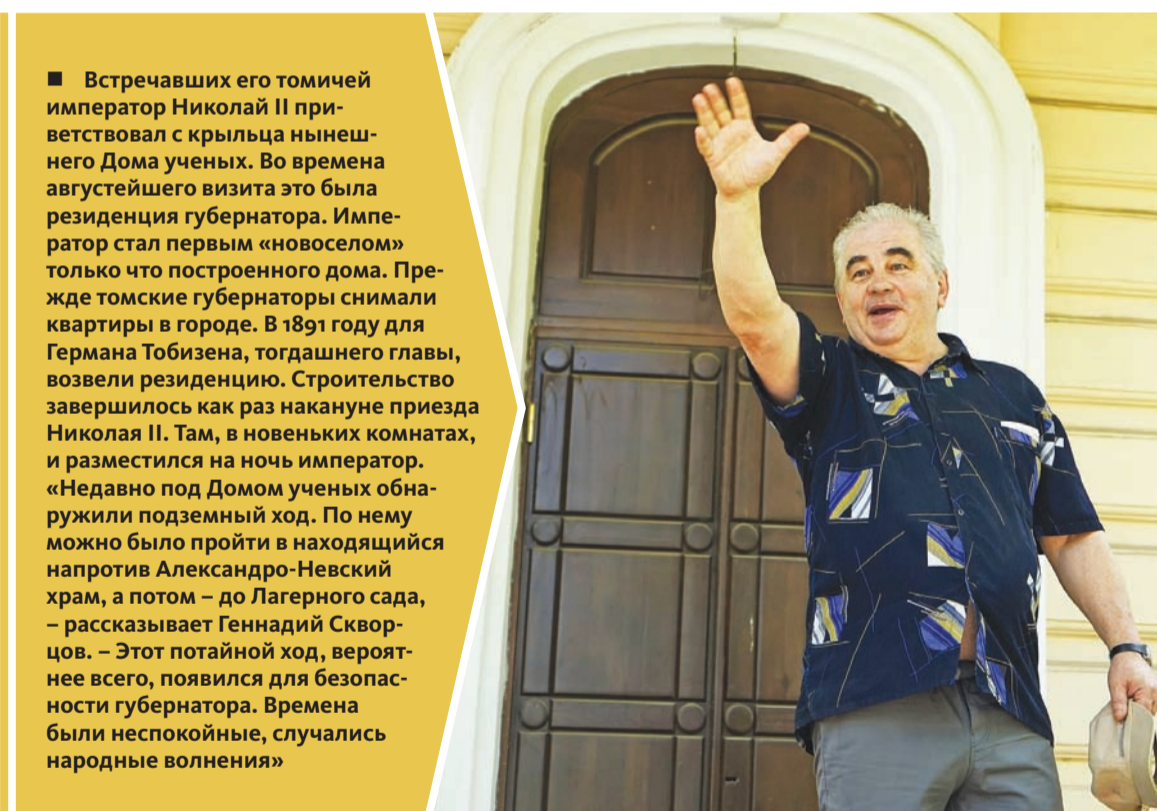 ■ Встречавших его томичей
император Николай II при-
ветствовал с крыльца нынеш-
него Дома ученых. Во времена
августейшего визита это была
резиденция губернатора. Импе-
ратор стал первым «новоселом»
только что построенного дома. Пре-
жде томские губернаторы снимали
квартиры в городе. В 1891 году для
Германа Тобизена, тогдашнего главы,
возвели резиденцию. Строительство
завершилось как раз накануне приезда
Николая II. Там, в новеньких комнатах,
и разместился на ночь император.
«Недавно под Домом ученых обна-
ружили подземный ход. По нему
можно было пройти в находящийся
напротив Александро-Невский
храм, а потом – до Лагерного сада,
– рассказывает Геннадий Сквор-
цов. – Этот потайной ход, вероят-
нее всего, появился для безопас-
ности губернатора. Времена
были неспокойные, случались
народные волнения»